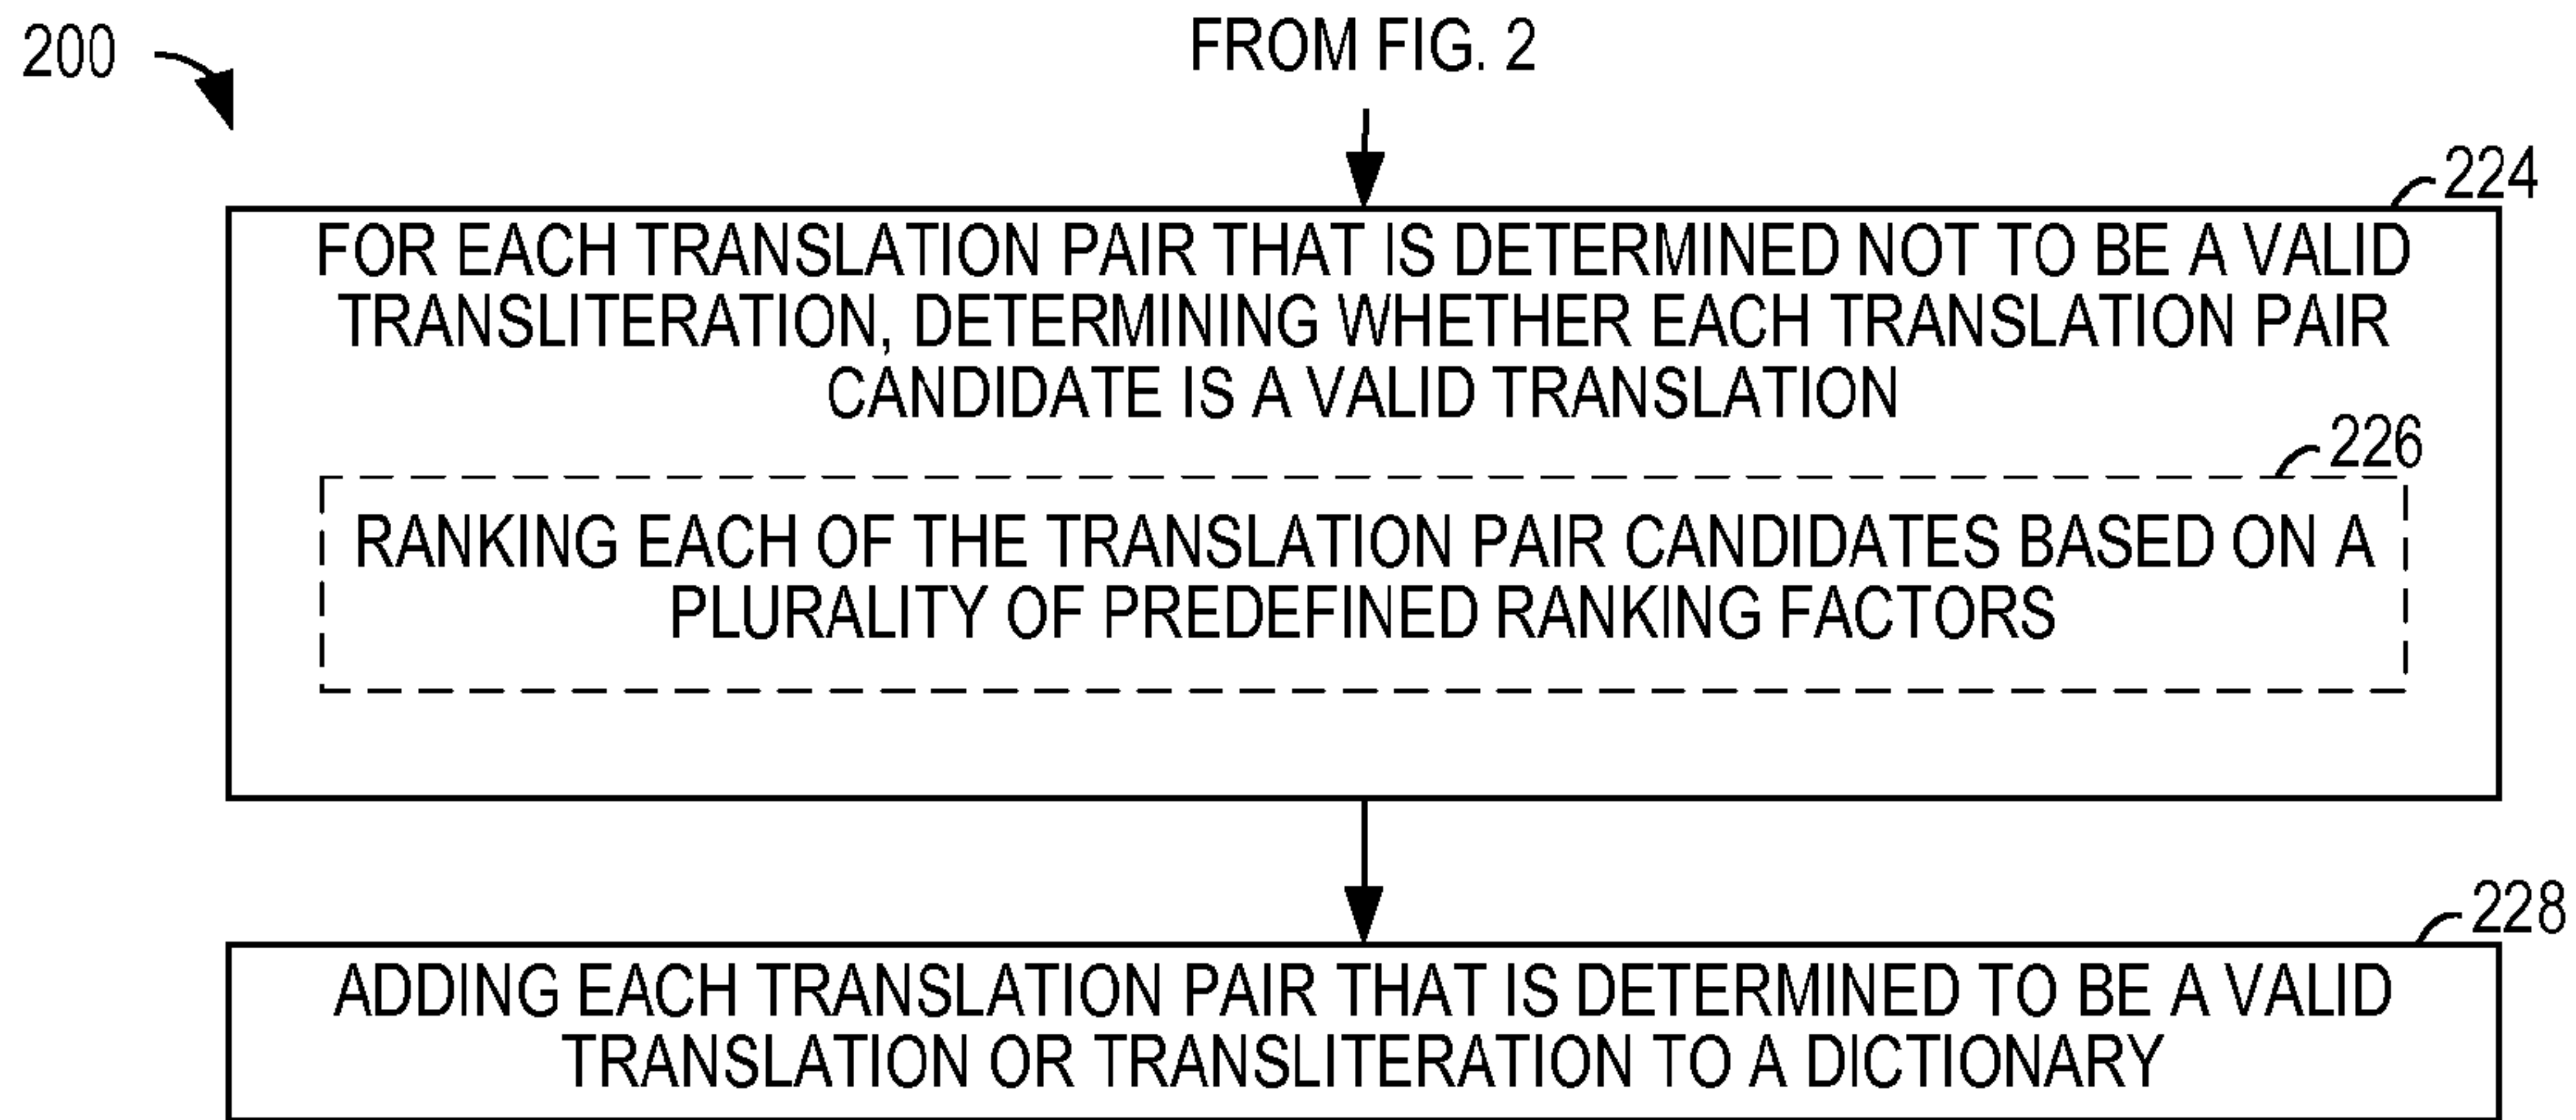 200
FROM FIG. 2
224
FOR EACH TRANSLATION PAIR THAT IS DETERMINED NOT TO BE A VALID
TRANSLITERATION, DETERMINING WHETHER EACH TRANSLATION PAIR
CANDIDATE IS A VALID TRANSLATION
226
RANKING EACH OF THE TRANSLATION PAIR CANDIDATES BASED ON A
PLURALITY OF PREDEFINED RANKING FACTORS
228
ADDING EACH TRANSLATION PAIR THAT IS DETERMINED TO BE A VALID
TRANSLATION OR TRANSLITERATION TO A DICTIONARY